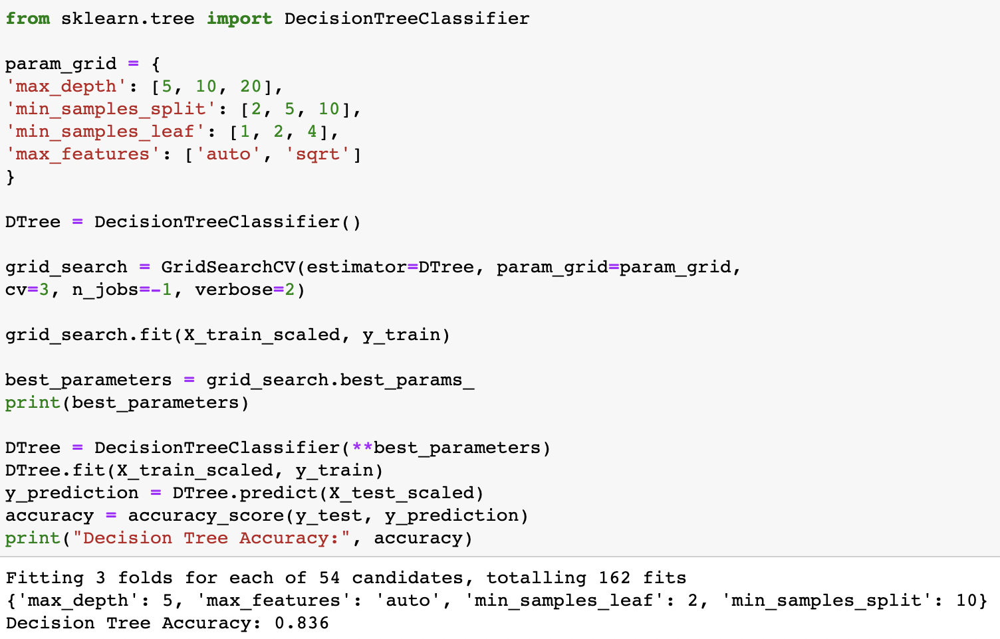 from sklearn.tree import DecisionTreeClassifier
param_grid = {
'max_depth': [5, 10, 20],
'min_samples_split': [2, 5, 10],
'min_samples_leaf': [1, 2, 4],
'max_features': ['auto', 'sqrt']
}
DTree = DecisionTreeClassifier()
grid_search = GridSearchCV(estimator=DTree, param_grid=param_grid,
cv=3, n_jobs=-1, verbose=2)
grid_search.fit(X_train_scaled, y_train)
best_parameters = grid_search.best_params_
print(best_parameters)
DTree = DecisionTreeClassifier(**best_parameters)
DTree.fit(X_train_scaled, y_train)
y_prediction = DTree.predict(X_test_scaled)
accuracy = accuracy_score(y_test, y_prediction)
print("Decision Tree Accuracy:", accuracy)
Fitting 3 folds for each of 54 candidates, totalling 162 fits
{'max_depth': 5, 'max_features': 'auto', 'min_samples_leaf': 2, 'min_samples_split': 10}
Decision Tree Accuracy: 0.836